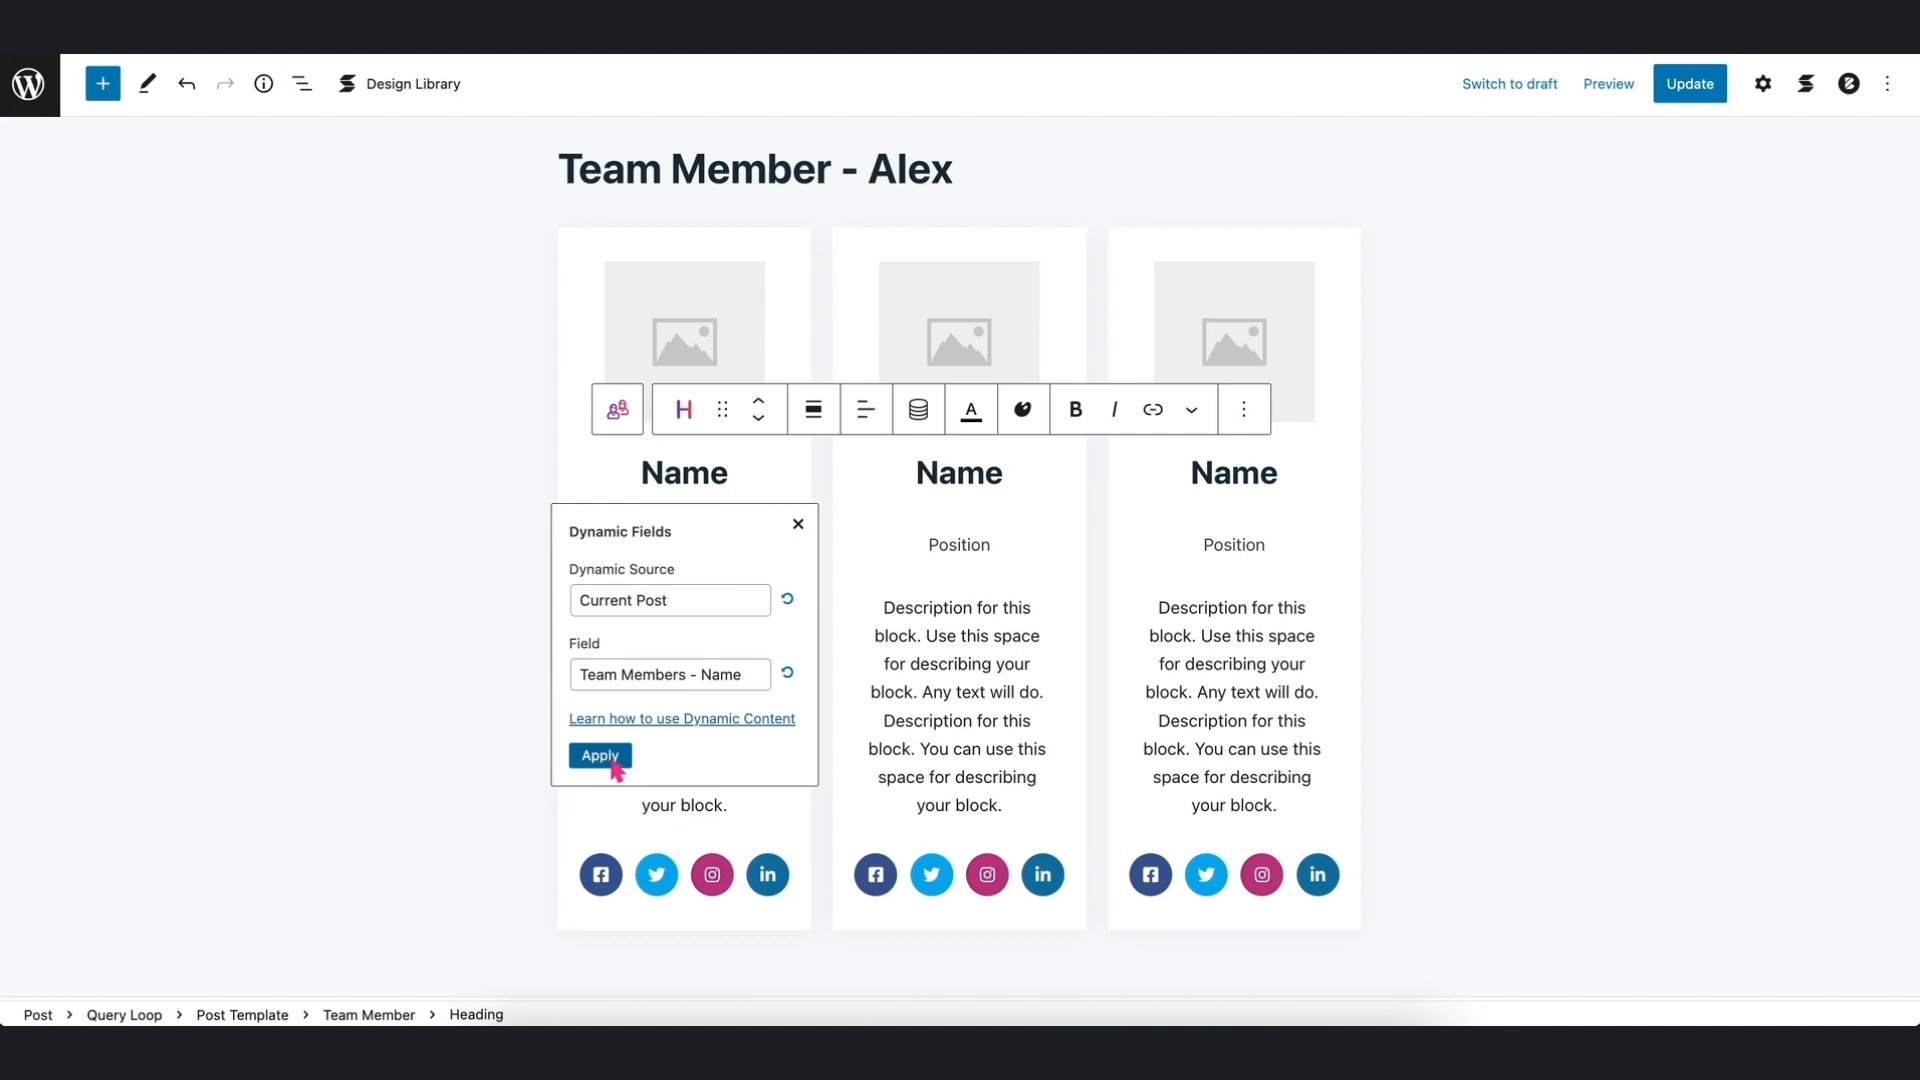 Design Library
Switch to draft
Preview
Update
Team Member - Alex
H
A
B
I
Name
Name
Name
Dynamic Fields
Dynamic Source
Current Post
Field
Team Members - Name
Learn how to use Dynamic Content
Apply
your block.
Position
Description for this
block. Use this space
for describing your
block. Any text will do.
Description for this
block. You can use this
space for describing
your block.
Position
Description for this
block. Use this space
for describing your
block. Any text will do.
Description for this
block. You can use this
space for describing
your block.
Post > Query Loop > Post Template > Team Member > Heading